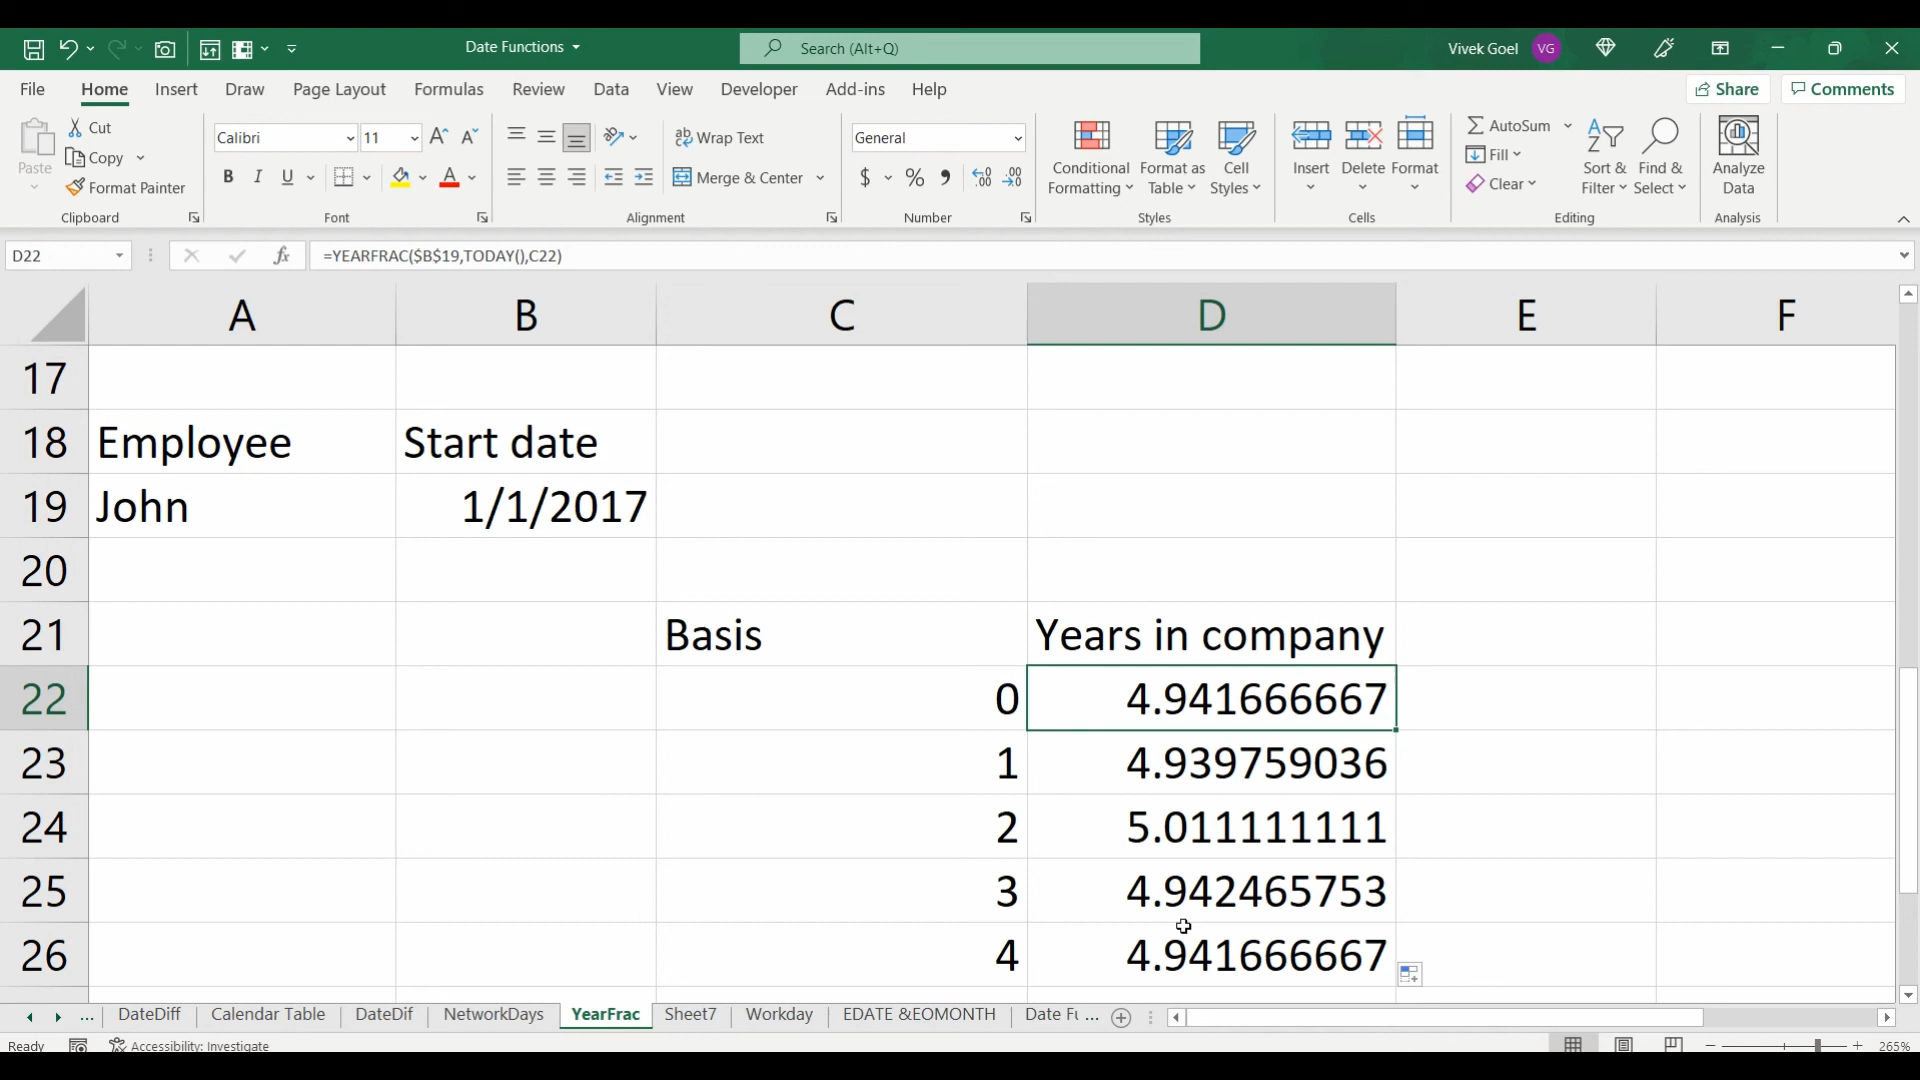 Date Functions
Search (Alt+Q)
Vivek Goel VG
File Home Insert Draw Page Layout Formulas Review Data View Developer Add-ins Help Share Comments
Paste
Cut
Copy
Format Painter
Clipboard
Calibri 11
B I U
Font
Wrap Text
Merge & Center
Alignment
General
$ % 9
Number
Conditional Formatting
Format as Table
Cell Styles
Styles
Insert Delete Format
Cells
AutoSum
Fill
Clear
Sort & Filter
Find & Select
Editing
Analyze Data
Analysis
D22 fx =YEARFRAC($B$19,TODAY(),C22)
A B C D E F
17
18 Employee Start date
19 John 1/1/2017
20
21 Basis Years in company
22 0 4.941666667
23 1 4.939759036
24 2 5.011111111
25 3 4.942465753
26 4 4.941666667
... DateDiff Calendar Table DateDif NetworkDays YearFrac Sheet7 Workday EDATE &EOMONTH Date Fu ...
Ready Accessibility: Investigate 265%